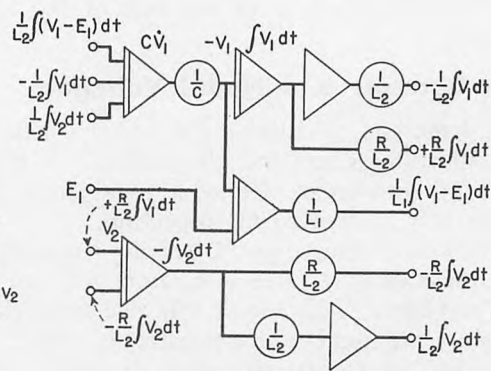 1/L₂ ∫(V₁-E₁)dt
CV̇₁
-V₁
∫V₁dt
-1/L₂ ∫V₁dt
1/C
1/L₂
-1/L₂ ∫V₁dt
1/L₂ ∫V₂dt
R/L₂
+R/L₂ ∫V₁dt
E₁
1/L₁
1/L₁ ∫(V₁-E₁)dt
+R/L₂ ∫V₁dt
V₂
-∫V₂dt
R/L₂
-R/L₂ ∫V₂dt
V₂
-R/L₂ ∫V₂dt
1/L₂
1/L₂ ∫V₂dt